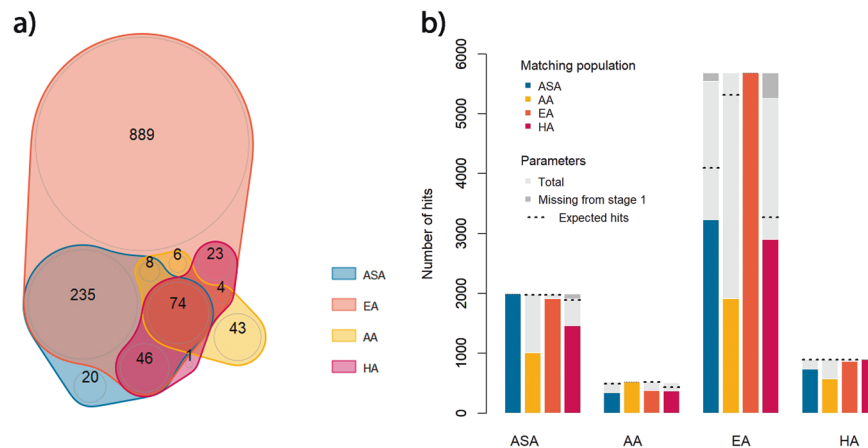 a)
889
8
6
23
235
74
4
43
46
1
20
ASA
EA
AA
HA
b)
Number of hits
6000
5000
4000
3000
2000
1000
0
Matching population
ASA
AA
EA
HA
Parameters
Total
Missing from stage 1
Expected hits
ASA
AA
EA
HA